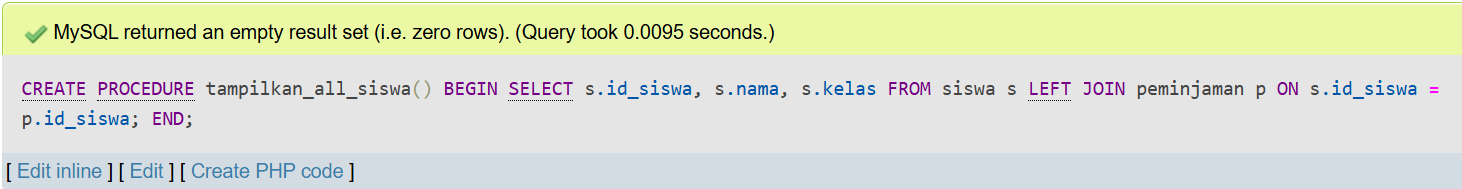 MySQL returned an empty result set (i.e. zero rows). (Query took 0.0095 seconds.)
CREATE PROCEDURE tampilkan_all_siswa() BEGIN SELECT s.id_siswa, s.nama, s.kelas FROM siswa s LEFT JOIN peminjaman p ON s.id_siswa =
p.id_siswa; END;
[ Edit inline ] [ Edit ] [ Create PHP code ]